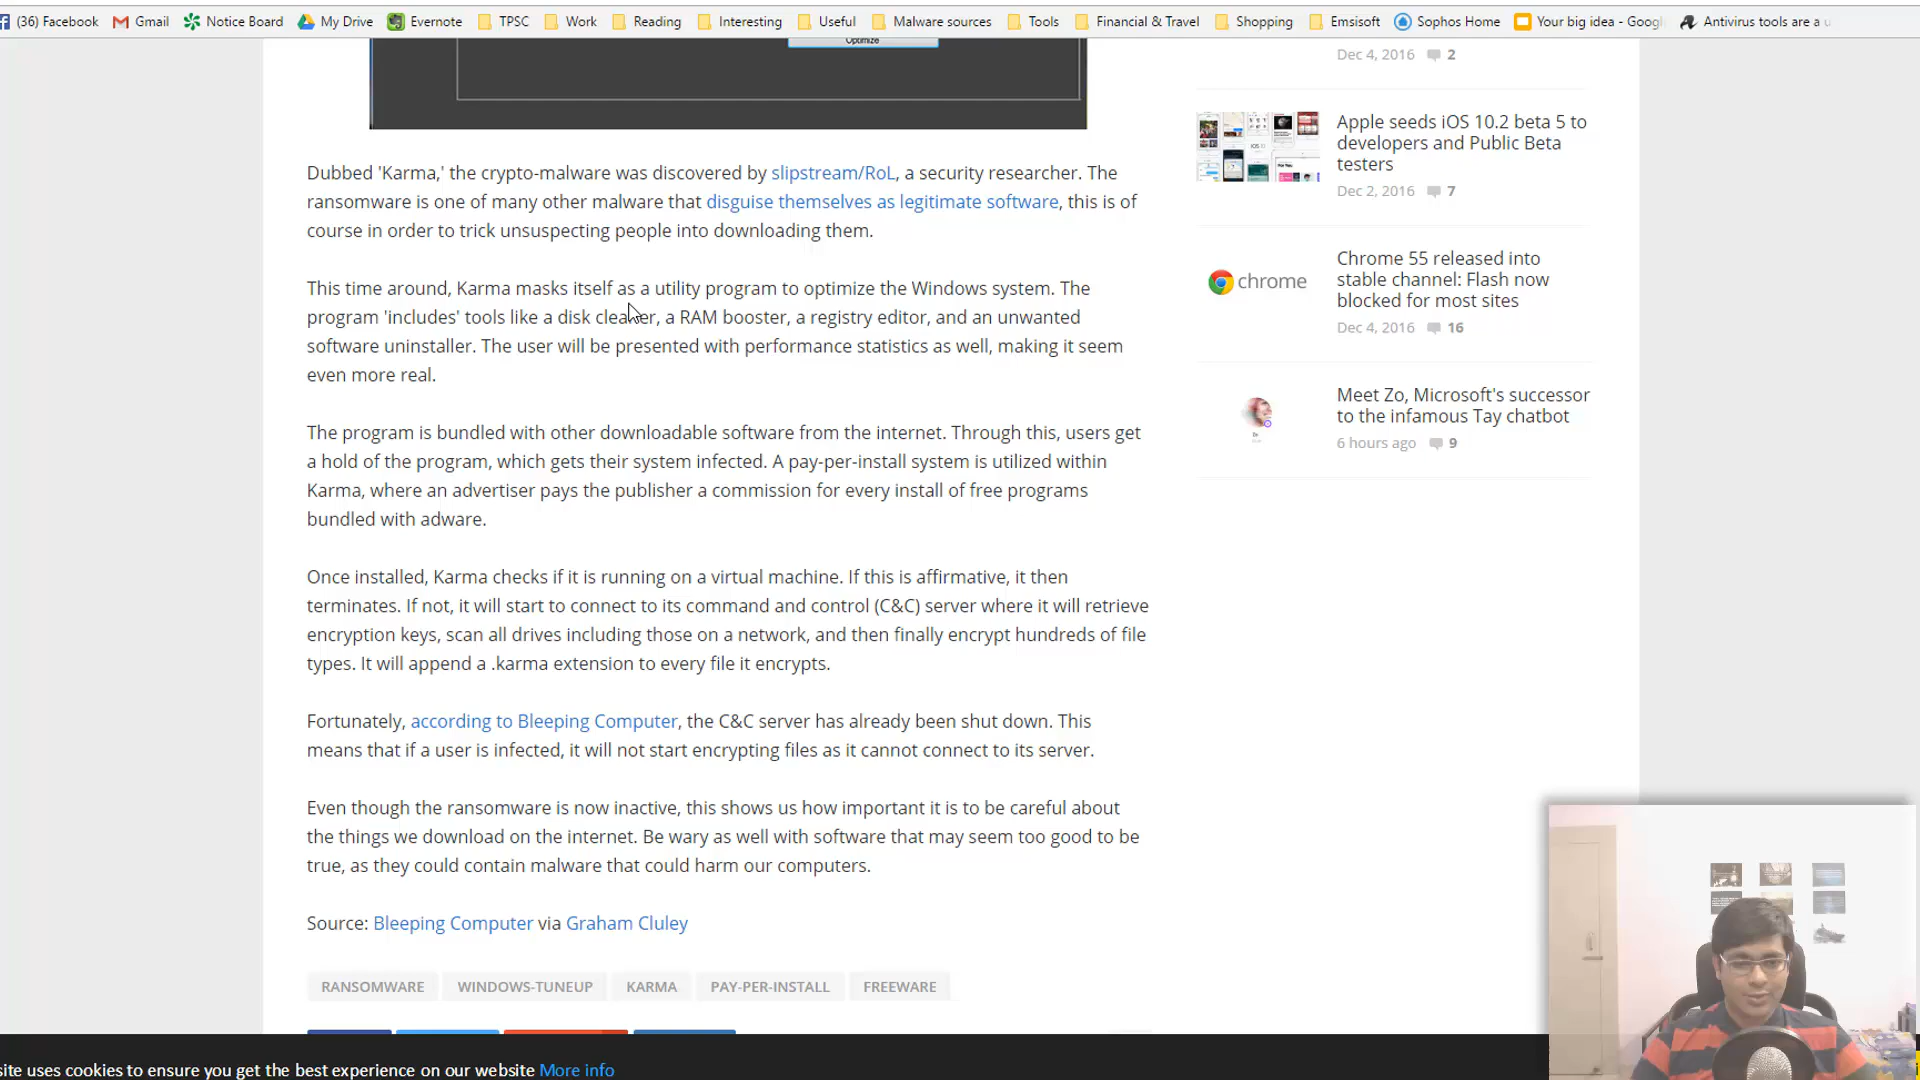 (36) Facebook Gmail Notice Board My Drive Evernote TPSC Work Reading Interesting Useful Malware sources Tools Financial & Travel Shopping Emsisoft Sophos Home Your big idea - Googl Antivirus tools are a u
Optimize
Dubbed 'Karma,' the crypto-malware was discovered by slipstream/RoL, a security researcher. The
ransomware is one of many other malware that disguise themselves as legitimate software, this is of
course in order to trick unsuspecting people into downloading them.
This time around, Karma masks itself as a utility program to optimize the Windows system. The
program 'includes' tools like a disk cleaner, a RAM booster, a registry editor, and an unwanted
software uninstaller. The user will be presented with performance statistics as well, making it seem
even more real.
The program is bundled with other downloadable software from the internet. Through this, users get
a hold of the program, which gets their system infected. A pay-per-install system is utilized within
Karma, where an advertiser pays the publisher a commission for every install of free programs
bundled with adware.
Once installed, Karma checks if it is running on a virtual machine. If this is affirmative, it then
terminates. If not, it will start to connect to its command and control (C&C) server where it will retrieve
encryption keys, scan all drives including those on a network, and then finally encrypt hundreds of file
types. It will append a .karma extension to every file it encrypts.
Fortunately, according to Bleeping Computer, the C&C server has already been shut down. This
means that if a user is infected, it will not start encrypting files as it cannot connect to its server.
Even though the ransomware is now inactive, this shows us how important it is to be careful about
the things we download on the internet. Be wary as well with software that may seem too good to be
true, as they could contain malware that could harm our computers.
Source: Bleeping Computer via Graham Cluley
RANSOMWARE WINDOWS-TUNEUP KARMA PAY-PER-INSTALL FREEWARE
Dec 4, 2016 2
Apple seeds iOS 10.2 beta 5 to
developers and Public Beta
testers
Dec 2, 2016 7
chrome
Chrome 55 released into
stable channel: Flash now
blocked for most sites
Dec 4, 2016 16
Meet Zo, Microsoft's successor
to the infamous Tay chatbot
6 hours ago 9
site uses cookies to ensure you get the best experience on our website More info